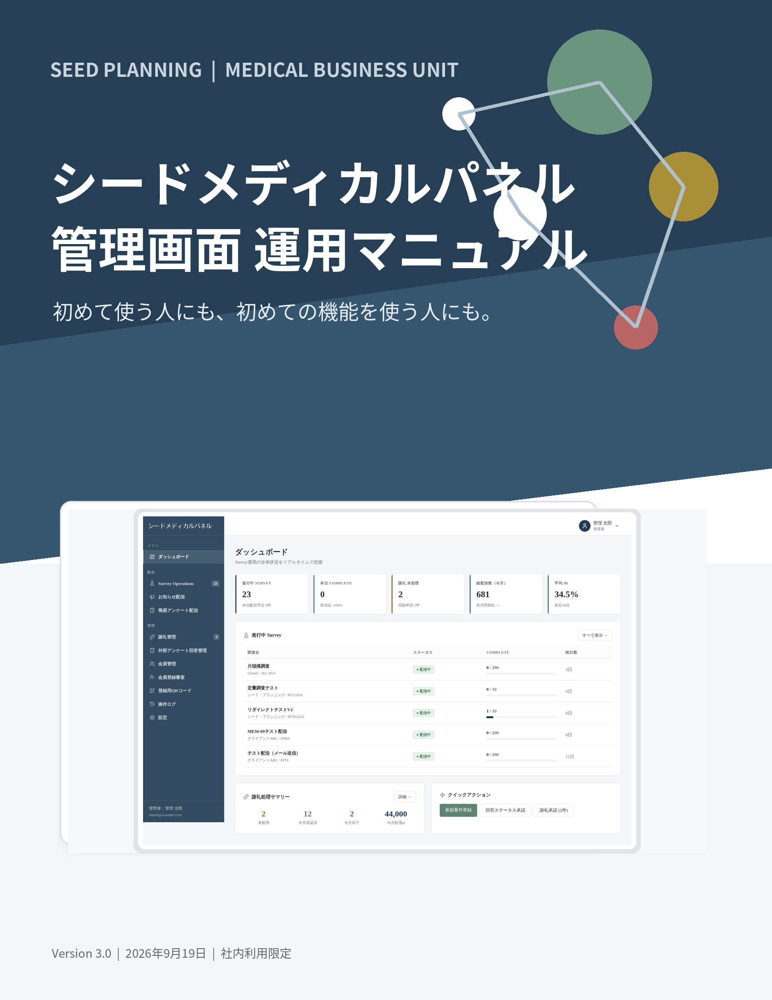 SEED PLANNING｜MEDICAL BUSINESS UNIT
シードメディカルパネル
管理画面 運用マニュアル
初めて使う人にも、初めての機能を使う人にも。
シードメディカルパネル
管理 太郎
管理者
メイン
ダッシュボード
配信
Survey Operations 23
お知らせ配信
簡易アンケート配信
管理
謝礼管理 2
外部アンケート回答管理
会員管理
会員登録審査
登録用QRコード
操作ログ
設定
管理者：管理 太郎
admin@example.com
ダッシュボード
Survey運用の全体状況をリアルタイムで把握
進行中 SURVEY
23
本日配信予定 0件
本日 COMPLETE
0
前日比 -100%
謝礼 未処理
2
高額申請 2件
総配信数（今月）
681
先月同期比 —
平均 IR
34.5%
直近30日
進行中 Survey
すべて表示 →
調査名 ステータス COMPLETE 残日数
片頭痛調査
ClientC / B3_0011
● 配信中 0 / 200 3日
定量調査テスト
シード・プランニング / PJ123456
● 配信中 0 / 10 6日
リダイレクトテストV2
シード・プランニング / PJ7654321
● 配信中 1 / 10 6日
MEM-09テスト配信
クライアントABC / PJ908
● 配信中 0 / 200 6日
テスト配信（メール送信）
クライアントABC / PJTS
● 配信中 0 / 200 11日
謝礼処理サマリー
詳細 →
2 12 2 44,000
未処理 今月承認済 今月却下 今月処理pt
クイックアクション
新規案件登録 回答ステータス承認 謝礼承認 (2件)
Version 3.0｜2026年9月19日｜社内利用限定